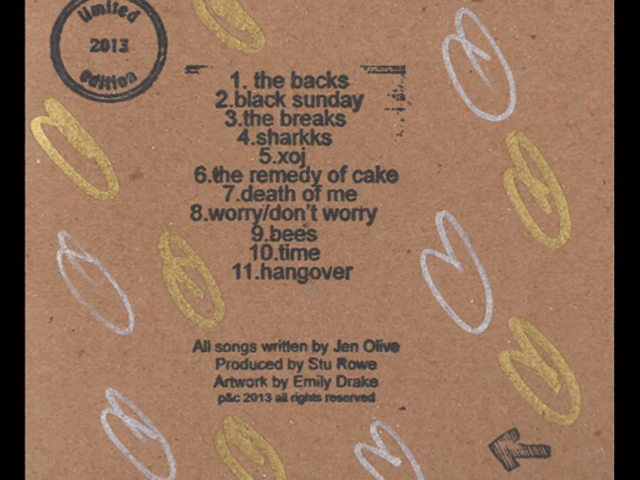 Limited
2013
Edition
1. the backs
2.black sunday
3.the breaks
4.sharkks
5.xoj
6.the remedy of cake
7.death of me
8.worry/don't worry
9.bees
10.time
11.hangover
All songs written by Jen Olive
Produced by Stu Rowe
Artwork by Emily Drake
p&c 2013 all rights reserved